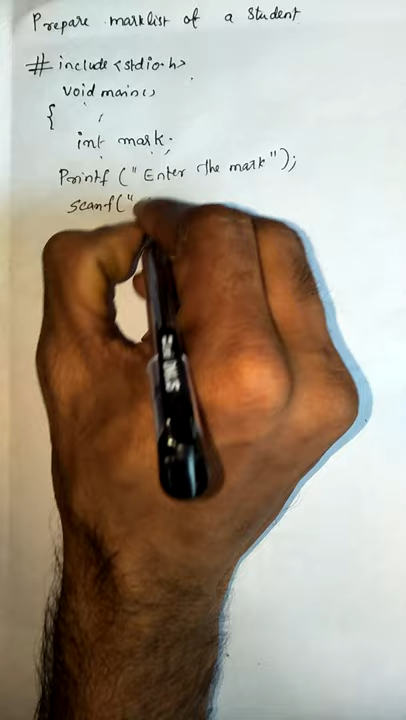 Prepare marklist of a student
# include <stdio.h>
void main()
{
int mark.
Printf ("Enter the mark");
scanf("